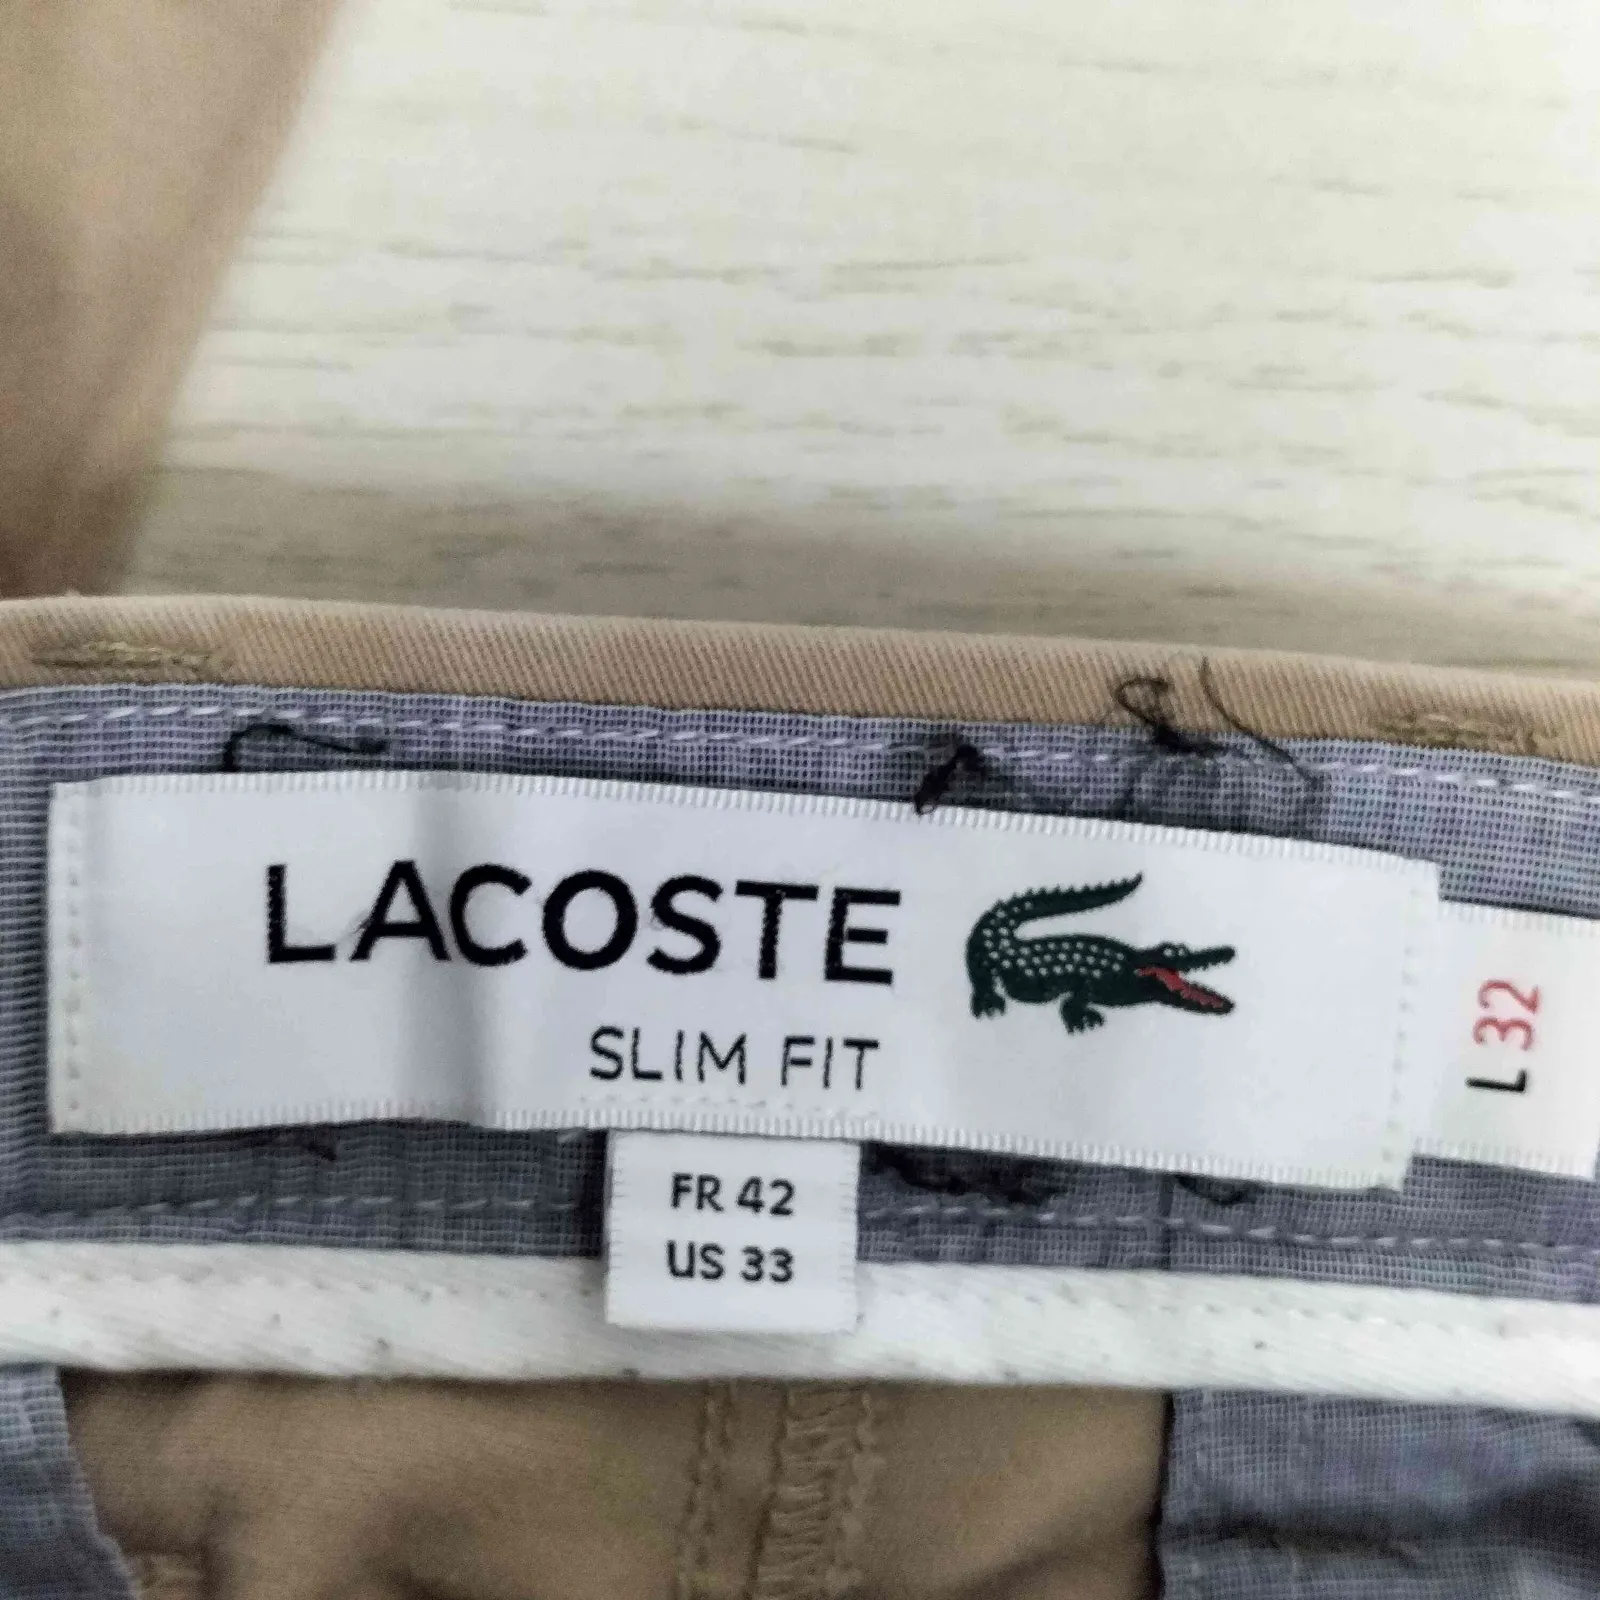 LACOSTE
SLIM FIT
FR 42
US 33
L 32